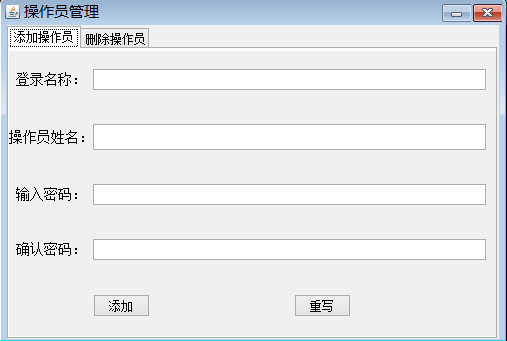 操作员管理
添加操作员 删除操作员
登录名称：
操作员姓名：
输入密码：
确认密码：
添加 重写